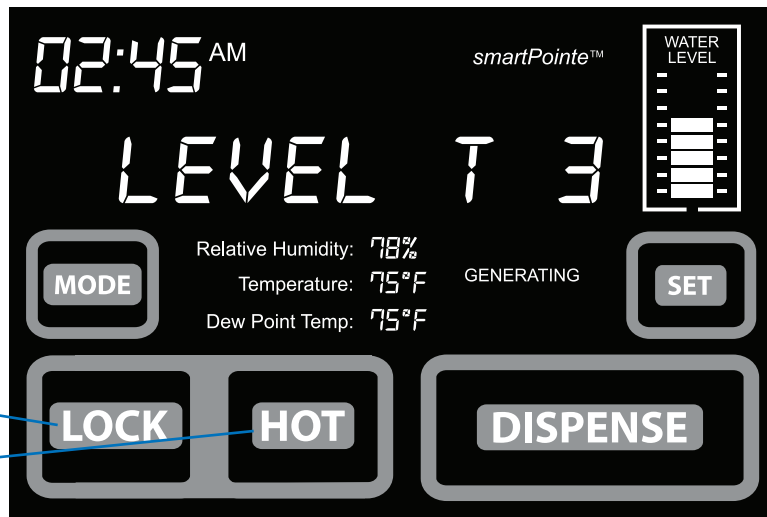 02:45 AM
smartPointe™
WATER
LEVEL
LEVEL T 3
MODE
Relative Humidity: 78%
Temperature: 75°F
Dew Point Temp: 75°F
GENERATING
SET
LOCK
HOT
DISPENSE